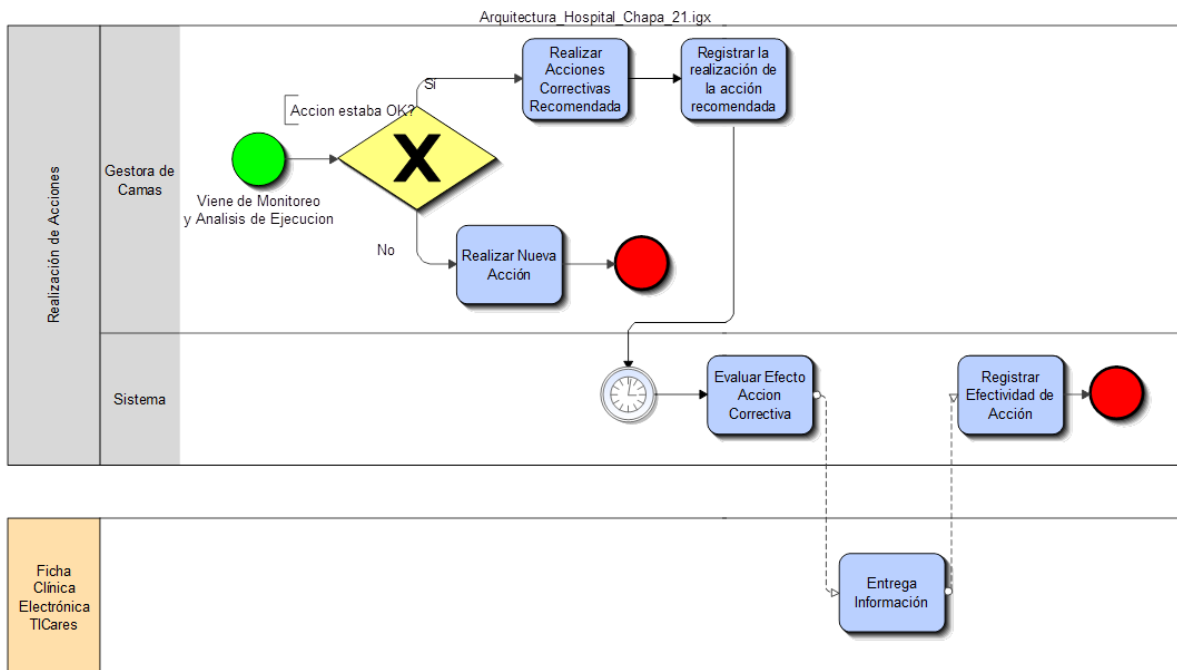 Arquitectura_Hospital_Chapa_21.igx
Realización de Acciones
Gestora de
Camas
Viene de Monitoreo
y Analisis de Ejecucion
Accion estaba OK?
Sí
No
Realizar
Acciones
Correctivas
Recomendada
Registrar la
realización de
la acción
recomendada
Realizar Nueva
Acción
Sistema
Evaluar Efecto
Accion
Correctiva
Registrar
Efectividad de
Acción
Ficha
Clínica
Electrónica
TICares
Entrega
Información